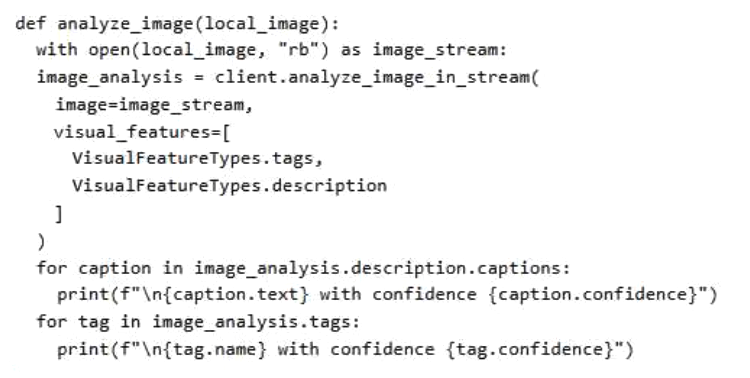 def analyze_image(local_image):
  with open(local_image, "rb") as image_stream:
  image_analysis = client.analyze_image_in_stream(
    image=image_stream,
    visual_features=[
      VisualFeatureTypes.tags,
      VisualFeatureTypes.description
    ]
  )
  for caption in image_analysis.description.captions:
    print(f"\n{caption.text} with confidence {caption.confidence}")
  for tag in image_analysis.tags:
    print(f"\n{tag.name} with confidence {tag.confidence}")